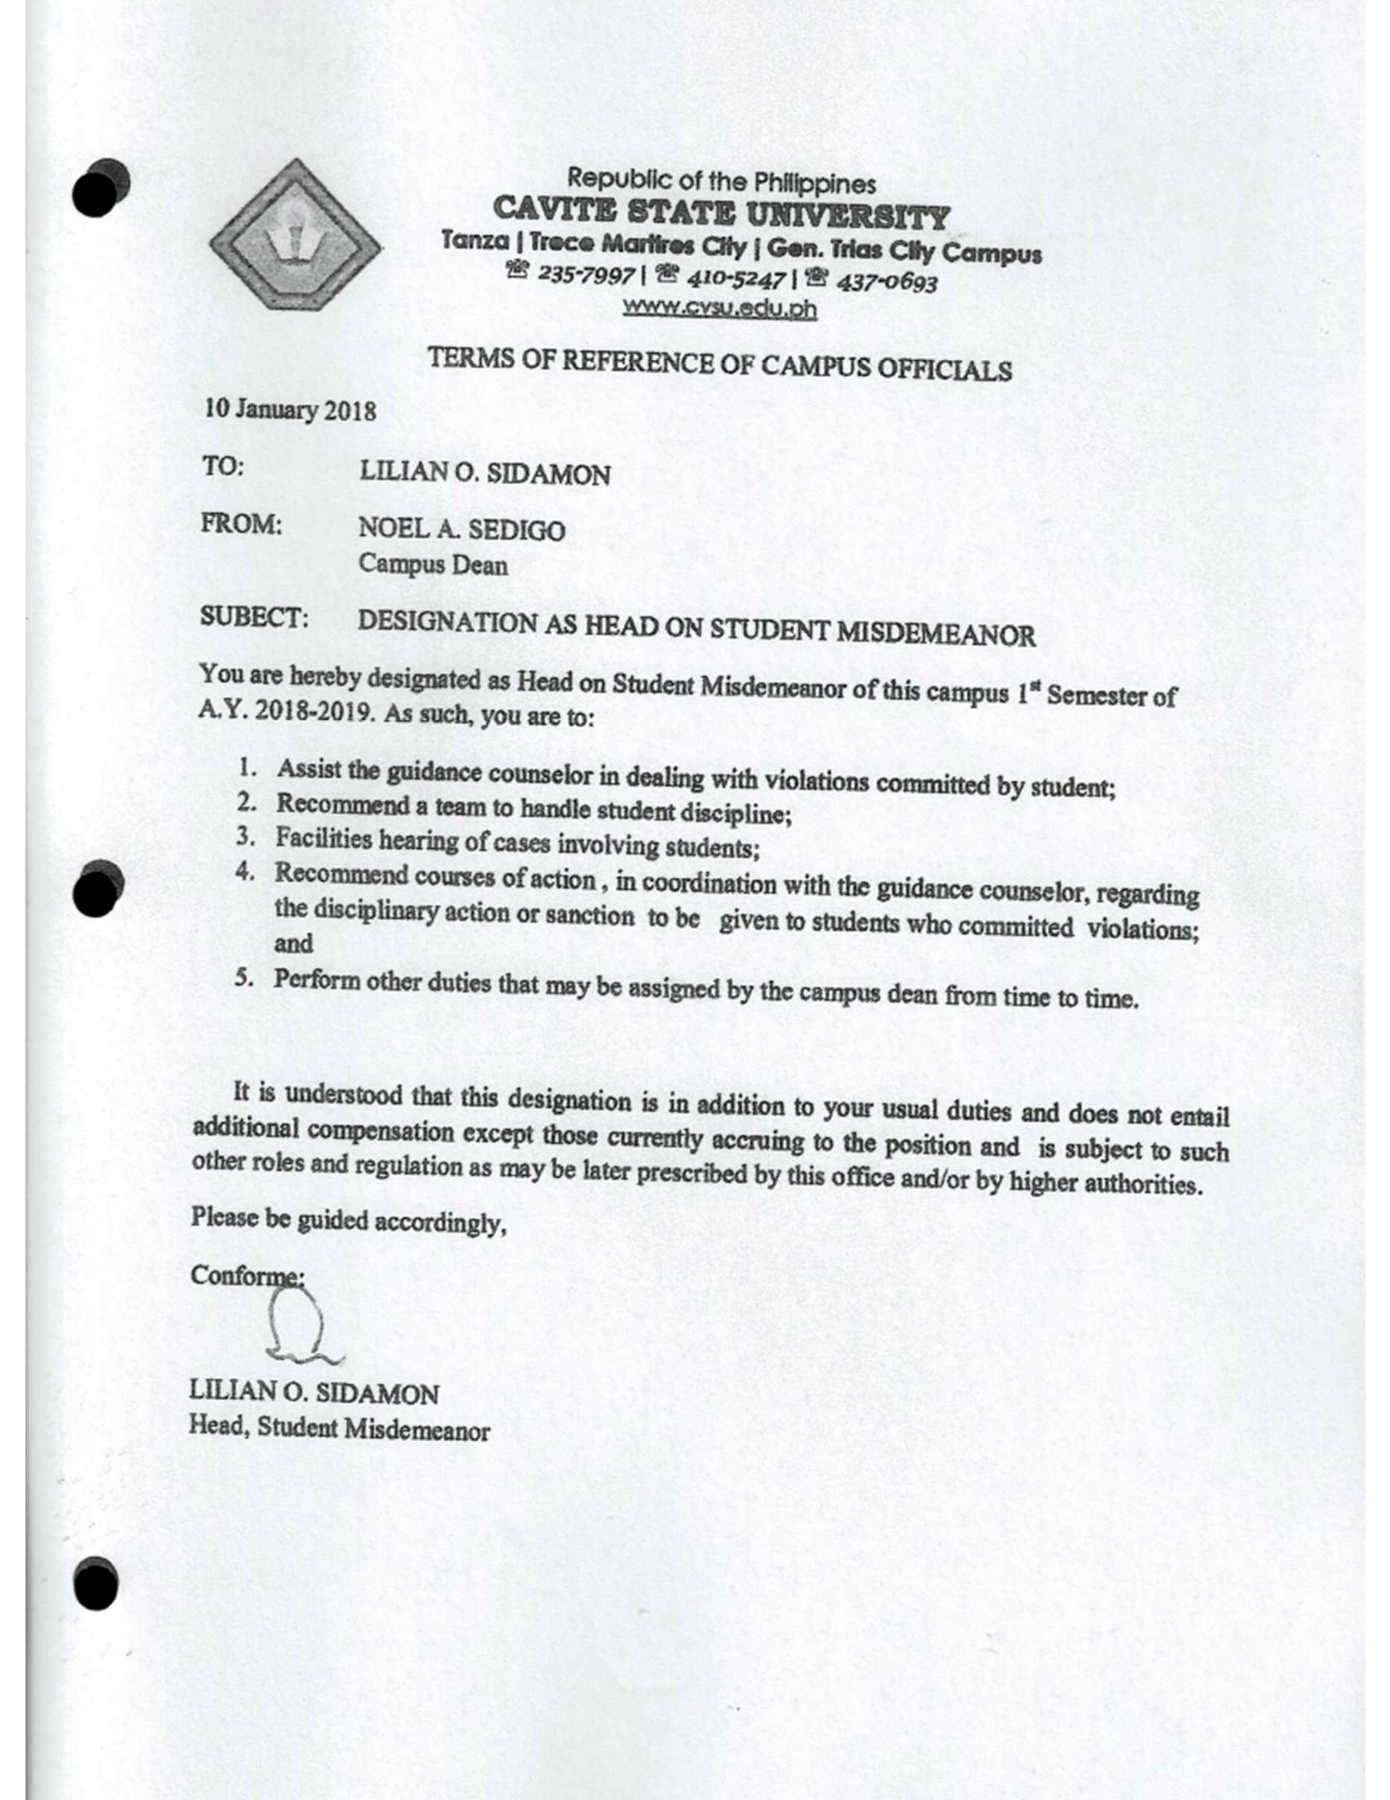 Republic of the Philippines
CAVITE STATE UNIVERSITY
Tanza | Trece Martires City | Gen. Trias City Campus
☏ 235-7997 | ☏ 410-5247 | ☏ 437-0693
www.cvsu.edu.ph
TERMS OF REFERENCE OF CAMPUS OFFICIALS
10 January 2018
TO: LILIAN O. SIDAMON
FROM: NOEL A. SEDIGO
Campus Dean
SUBECT: DESIGNATION AS HEAD ON STUDENT MISDEMEANOR
You are hereby designated as Head on Student Misdemeanor of this campus 1st Semester of
A.Y. 2018-2019. As such, you are to:
1. Assist the guidance counselor in dealing with violations committed by student;
2. Recommend a team to handle student discipline;
3. Facilities hearing of cases involving students;
4. Recommend courses of action , in coordination with the guidance counselor, regarding
the disciplinary action or sanction to be given to students who committed violations;
and
5. Perform other duties that may be assigned by the campus dean from time to time.
It is understood that this designation is in addition to your usual duties and does not entail
additional compensation except those currently accruing to the position and is subject to such
other roles and regulation as may be later prescribed by this office and/or by higher authorities.
Please be guided accordingly,
Conforme:
LILIAN O. SIDAMON
Head, Student Misdemeanor